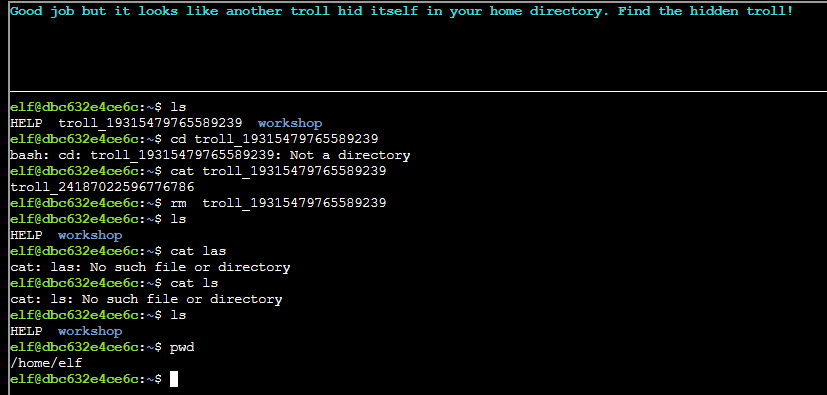 Good job but it looks like another troll hid itself in your home directory. Find the hidden troll!
elf@dbc632e4ce6c:~$ ls
HELP  troll_19315479765589239  workshop
elf@dbc632e4ce6c:~$ cd troll_19315479765589239
bash: cd: troll_19315479765589239: Not a directory
elf@dbc632e4ce6c:~$ cat troll_19315479765589239
troll_24187022596776786
elf@dbc632e4ce6c:~$ rm  troll_19315479765589239
elf@dbc632e4ce6c:~$ ls
HELP  workshop
elf@dbc632e4ce6c:~$ cat las
cat: las: No such file or directory
elf@dbc632e4ce6c:~$ cat ls
cat: ls: No such file or directory
elf@dbc632e4ce6c:~$ ls
HELP  workshop
elf@dbc632e4ce6c:~$ pwd
/home/elf
elf@dbc632e4ce6c:~$